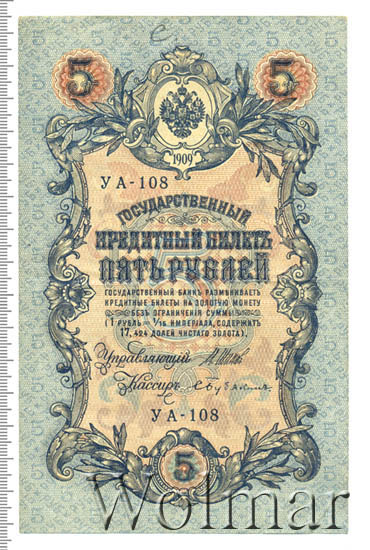 5 5
1909
УА-108
ГОСУДАРСТВЕННЫЙ
КРЕДИТНЫЙ БИЛЕТЪ
ПЯТЬ РУБЛЕЙ
ГОСУДАРСТВЕННЫЙ БАНКЪ РАЗМѢНИВАЕТЪ
КРЕДИТНЫЕ БИЛЕТЫ НА ЗОЛОТУЮ МОНЕТУ
БЕЗЪ ОГРАНИЧЕНІЯ СУММЫ
(1 РУБЛЬ = 1/15 ИМПЕРІАЛА, СОДЕРЖИТЪ
17,424 ДОЛЕЙ ЧИСТАГО ЗОЛОТА).
Управляющій
Кассиръ
УА-108
5
Wolmar